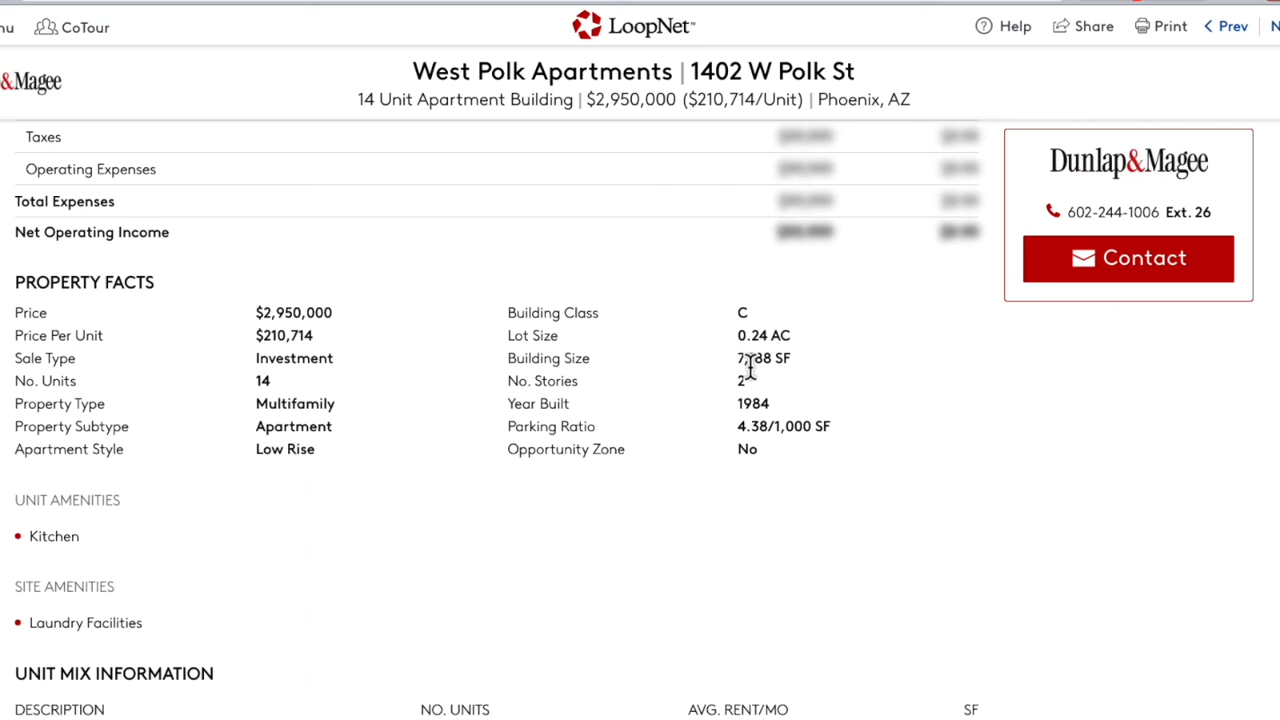 nu CoTour LoopNet™ Help Share Print < Prev N
&Magee
West Polk Apartments | 1402 W Polk St
14 Unit Apartment Building | $2,950,000 ($210,714/Unit) | Phoenix, AZ
Taxes
Operating Expenses
Total Expenses
Net Operating Income
Dunlap&Magee
602-244-1006 Ext. 26
Contact
PROPERTY FACTS
Price $2,950,000 Building Class C
Price Per Unit $210,714 Lot Size 0.24 AC
Sale Type Investment Building Size SF
No. Units 14 No. Stories 2
Property Type Multifamily Year Built 1984
Property Subtype Apartment Parking Ratio 4.38/1,000 SF
Apartment Style Low Rise Opportunity Zone No
UNIT AMENITIES
• Kitchen
SITE AMENITIES
• Laundry Facilities
UNIT MIX INFORMATION
DESCRIPTION NO. UNITS AVG. RENT/MO SF